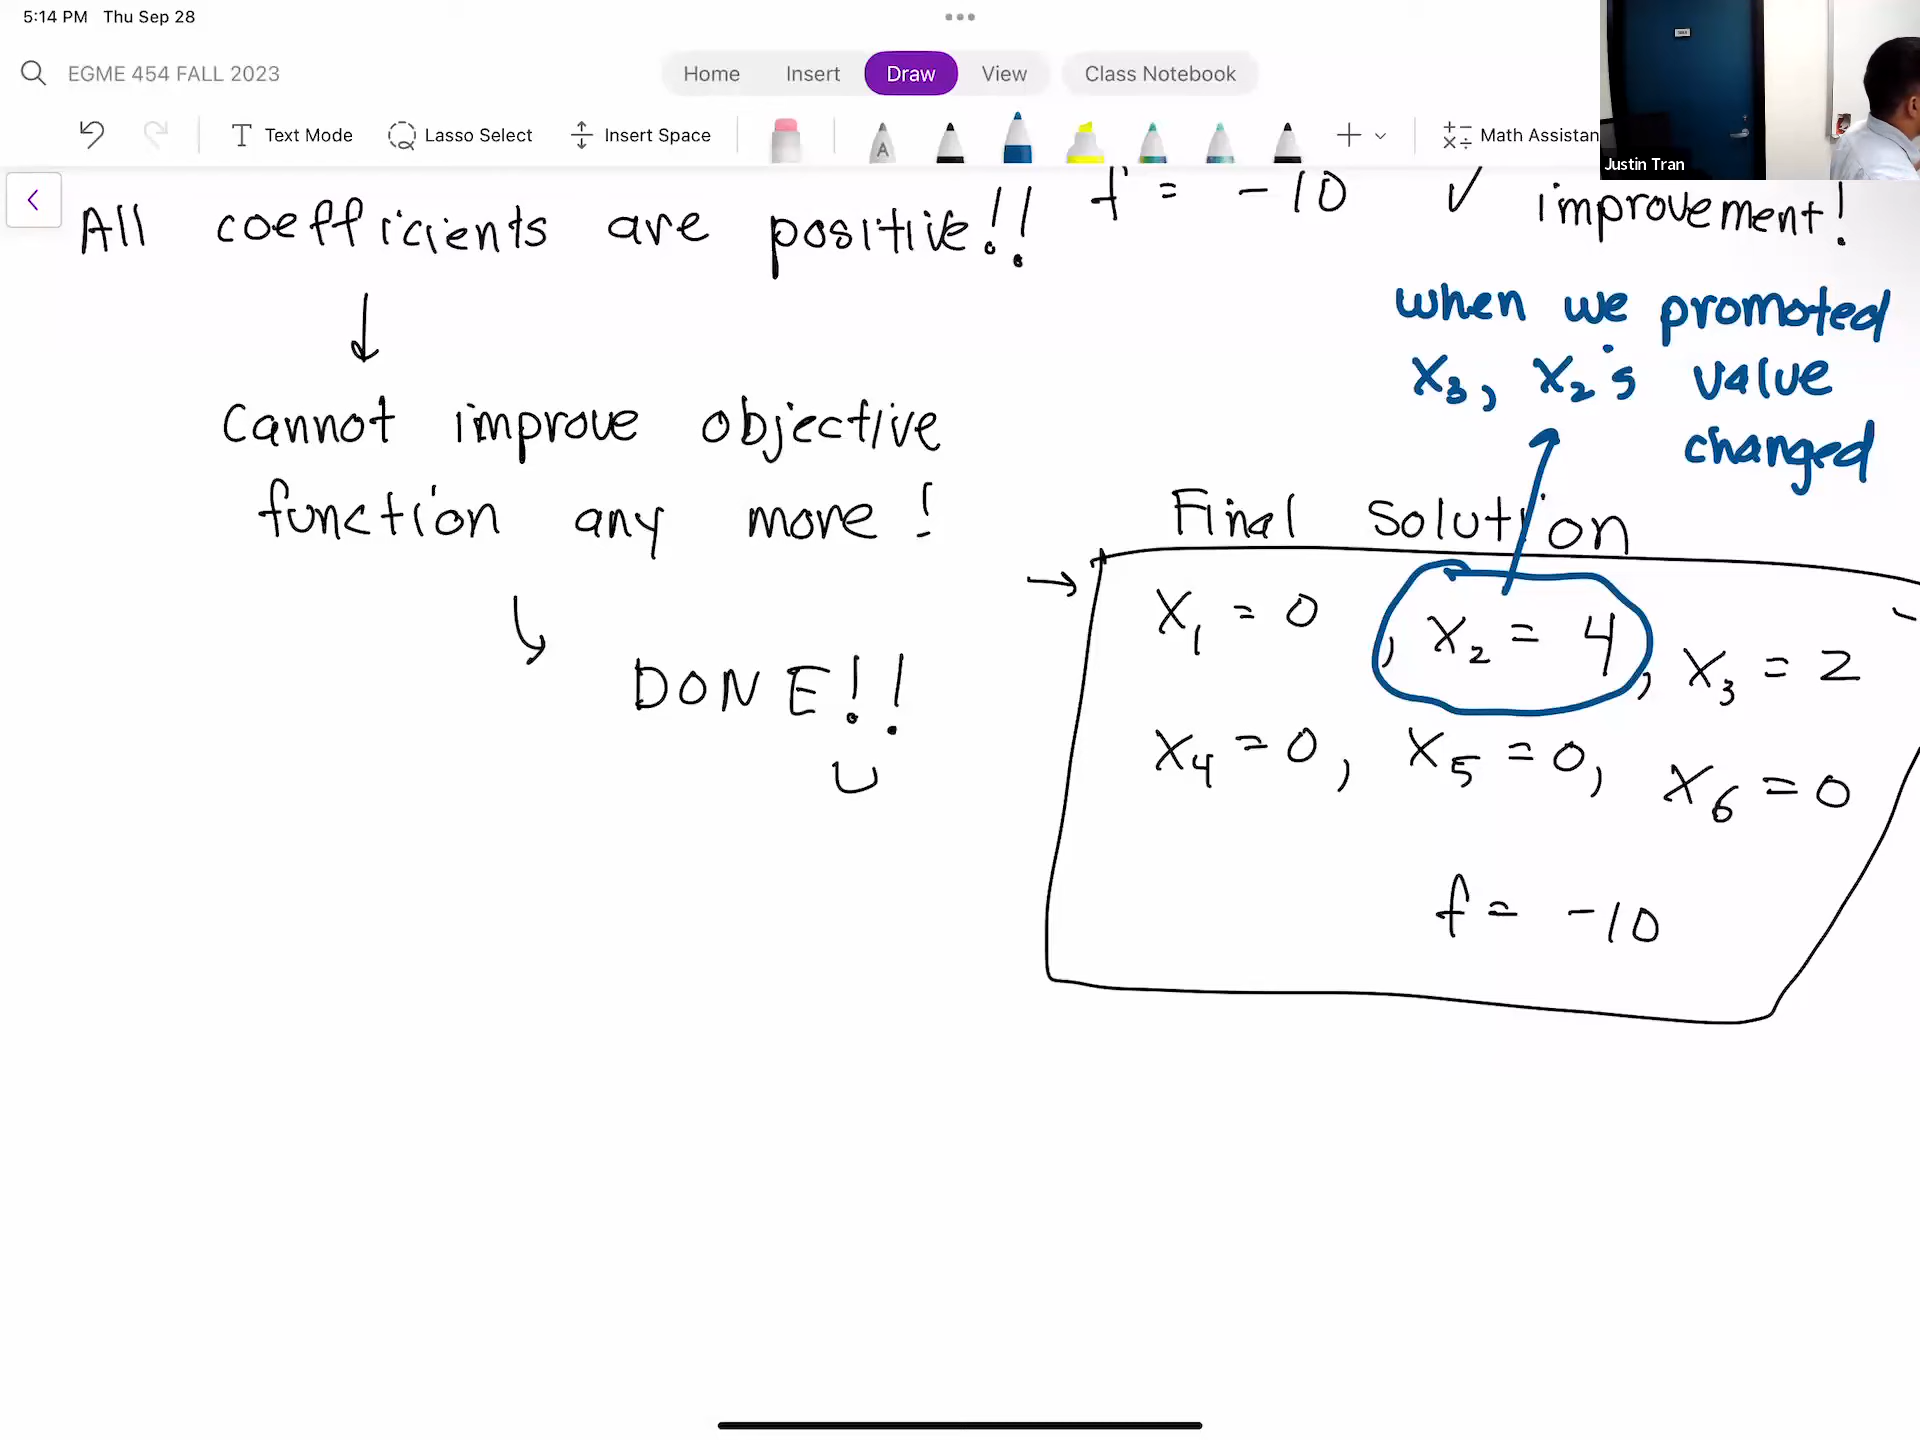 5:14 PM Thu Sep 28
EGME 454 FALL 2023
Home Insert Draw View Class Notebook
Text Mode Lasso Select Insert Space A Math Assistan
Justin Tran
All coefficients are positive!!
f = -10 ✓ improvement!
when we promoted
x₃, x₂'s value
changed
cannot improve objective
function any more!
DONE!!
Final Solution
x₁ = 0, x₂ = 4, x₃ = 2
x₄ = 0, x₅ = 0, x₆ = 0
f = -10